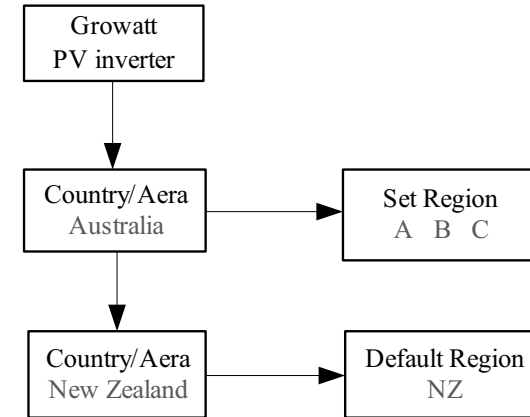 Growatt
PV inverter
Country/Aera
Australia
Set Region
A B C
Country/Aera
New Zealand
Default Region
NZ